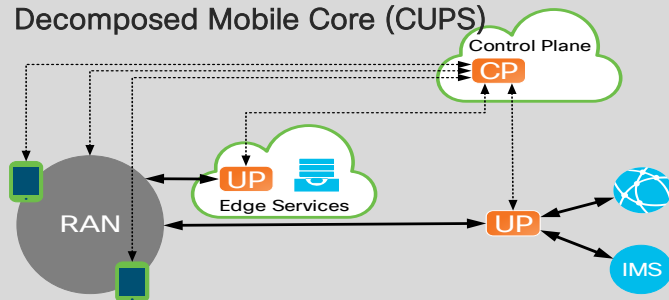 Decomposed Mobile Core (CUPS)
Control Plane
CP
UP
Edge Services
RAN
UP
IMS